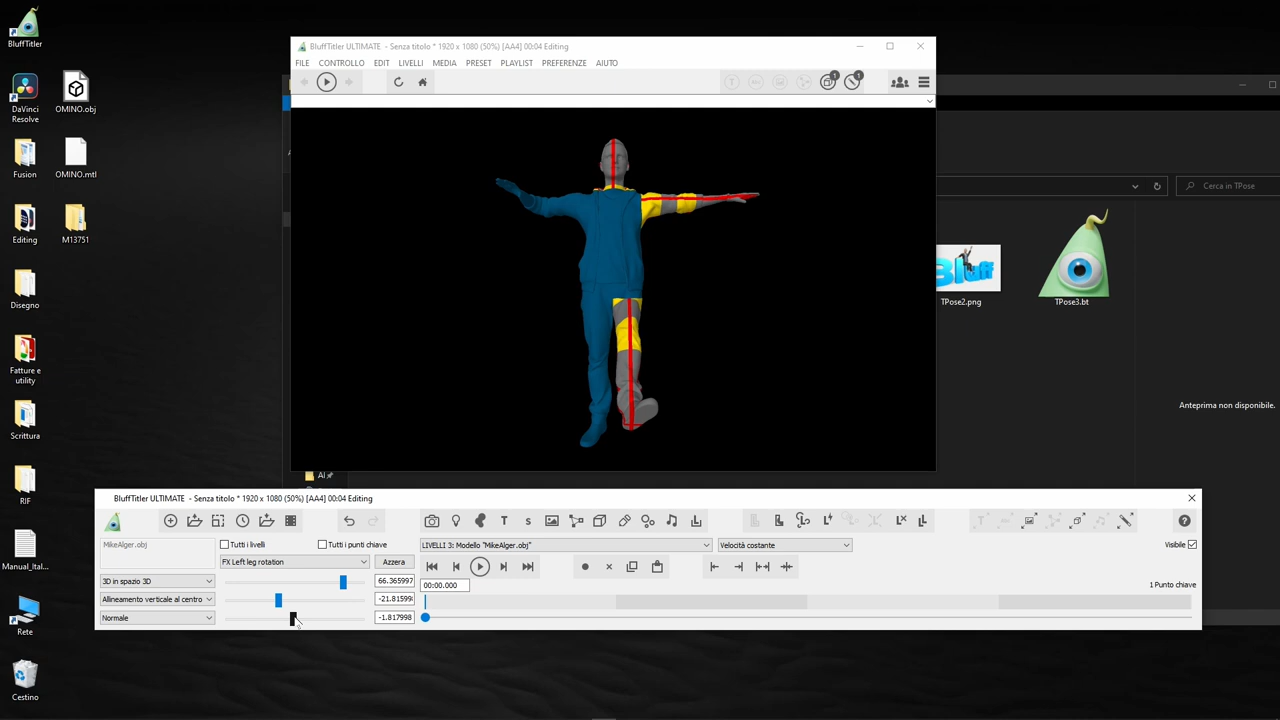 BluffTitler
DaVinci
Resolve
OMINO.obj
Fusion
OMINO.mtl
Editing
M13751
Disegno
Fatture e
utility
Scrittura
RIF
Manual_Ital...
Rete
Cestino
BluffTitler ULTIMATE - Senza titolo * 1920 x 1080 (50%) [AA4] 00:04 Editing
FILE CONTROLLO EDIT LIVELLI MEDIA PRESET PLAYLIST PREFERENZE AIUTO
1 1
Cerca in TPose
Bluff
TPose2.png
TPose3.bt
Anteprima non disponibile.
AI
BluffTitler ULTIMATE - Senza titolo * 1920 x 1080 (50%) [AA4] 00:04 Editing
MikeAlger.obj
Tutti i livelli
Tutti i punti chiave
LIVELLI 3: Modello "MikeAlger.obj"
Velocità costante
Visibile
FX Left leg rotation
Azzera
3D in spazio 3D
66.365997
00:00.000
1 Punto chiave
Allineamento verticale al centro
-21.81599
Normale
-1.817998